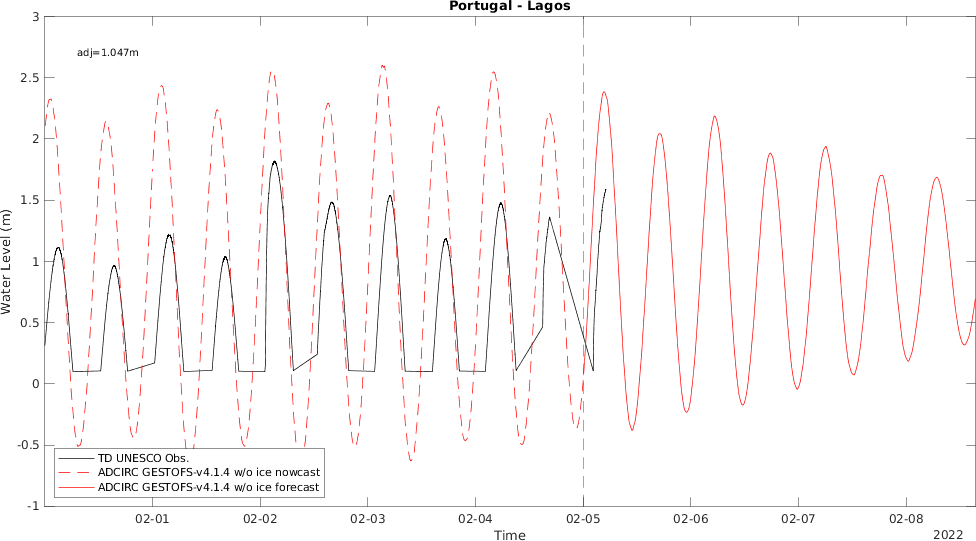 Portugal - Lagos
adj=1.047m
Water Level (m)
3
2.5
2
1.5
1
0.5
0
-0.5
-1
TD UNESCO Obs.
ADCIRC GESTOFS-v4.1.4 w/o ice nowcast
ADCIRC GESTOFS-v4.1.4 w/o ice forecast
02-01 02-02 02-03 02-04 02-05 02-06 02-07 02-08
Time
2022